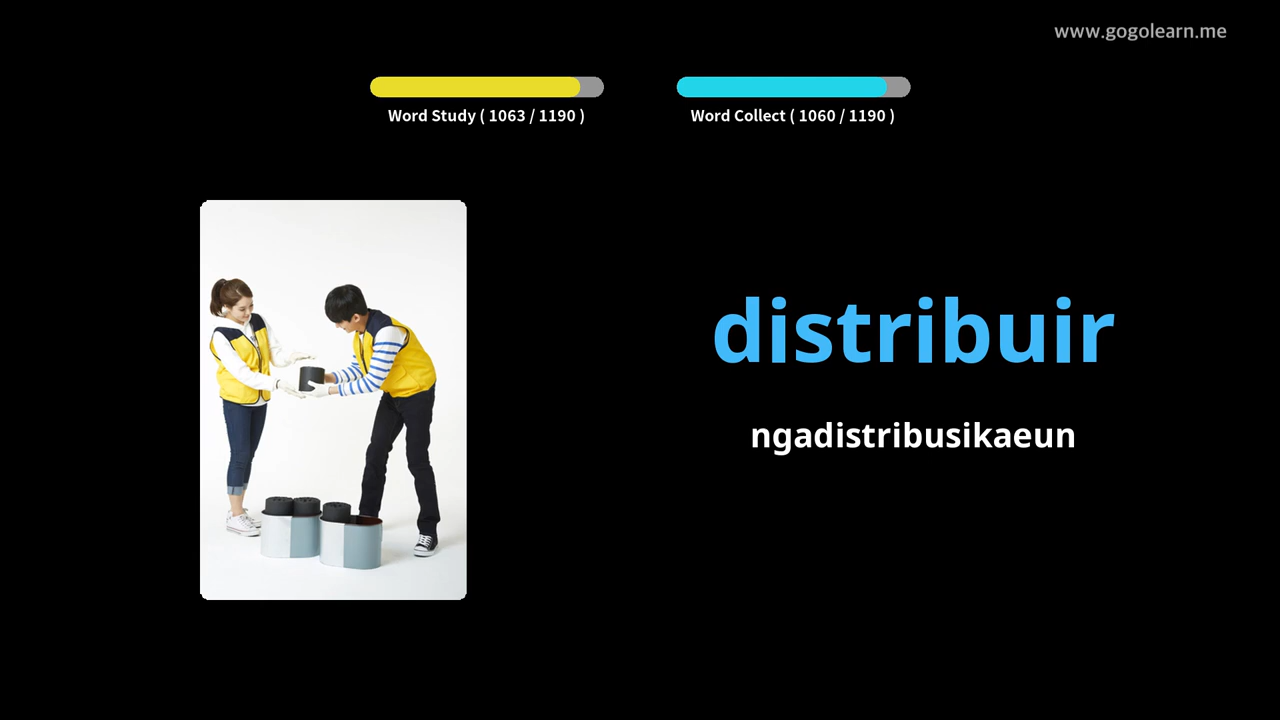 www.gogolearn.me
Word Study ( 1063 / 1190 )
Word Collect ( 1060 / 1190 )
distribuir
ngadistribusikaeun